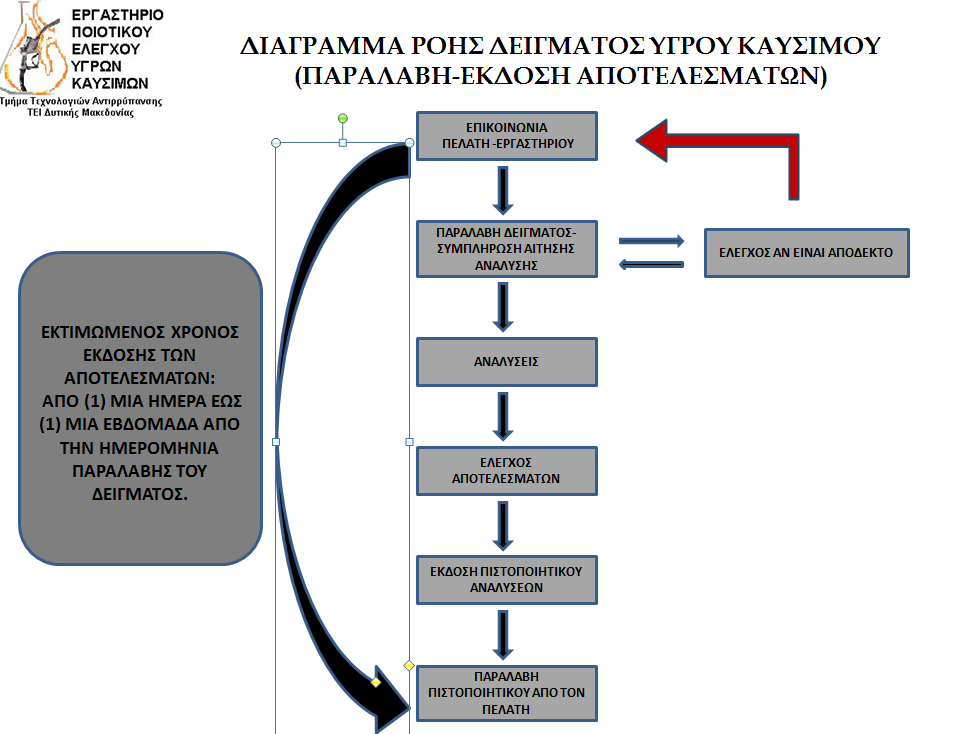 ΕΡΓΑΣΤΗΡΙΟ
ΠΟΙΟΤΙΚΟΥ
ΕΛΕΓΧΟΥ
ΥΓΡΩΝ
ΚΑΥΣΙΜΩΝ
Τμήμα Τεχνολογιών Αντιρρύπανσης
ΤΕΙ Δυτικής Μακεδονίας
ΔΙΑΓΡΑΜΜΑ ΡΟΗΣ ΔΕΙΓΜΑΤΟΣ ΥΓΡΟΥ ΚΑΥΣΙΜΟΥ
(ΠΑΡΑΛΑΒΗ-ΕΚΔΟΣΗ ΑΠΟΤΕΛΕΣΜΑΤΩΝ)
ΕΠΙΚΟΙΝΩΝΙΑ
ΠΕΛΑΤΗ -ΕΡΓΑΣΤΗΡΙΟΥ
ΠΑΡΑΛΑΒΗ ΔΕΙΓΜΑΤΟΣ-
ΣΥΜΠΛΗΡΩΣΗ ΑΙΤΗΣΗΣ
ΑΝΑΛΥΣΗΣ
ΕΛΕΓΧΟΣ ΑΝ ΕΙΝΑΙ ΑΠΟΔΕΚΤΟ
ΑΝΑΛΥΣΕΙΣ
ΕΛΕΓΧΟΣ
ΑΠΟΤΕΛΕΣΜΑΤΩΝ
ΕΚΔΟΣΗ ΠΙΣΤΟΠΟΙΗΤΙΚΟΥ
ΑΝΑΛΥΣΕΩΝ
ΠΑΡΑΛΑΒΗ
ΠΙΣΤΟΠΟΙΗΤΙΚΟΥ ΑΠΟ ΤΟΝ
ΠΕΛΑΤΗ
ΕΚΤΙΜΩΜΕΝΟΣ ΧΡΟΝΟΣ
ΕΚΔΟΣΗΣ ΤΩΝ
ΑΠΟΤΕΛΕΣΜΑΤΩΝ:
ΑΠΟ (1) ΜΙΑ ΗΜΕΡΑ ΕΩΣ
(1) ΜΙΑ ΕΒΔΟΜΑΔΑ ΑΠΟ
ΤΗΝ ΗΜΕΡΟΜΗΝΙΑ
ΠΑΡΑΛΑΒΗΣ ΤΟΥ
ΔΕΙΓΜΑΤΟΣ.